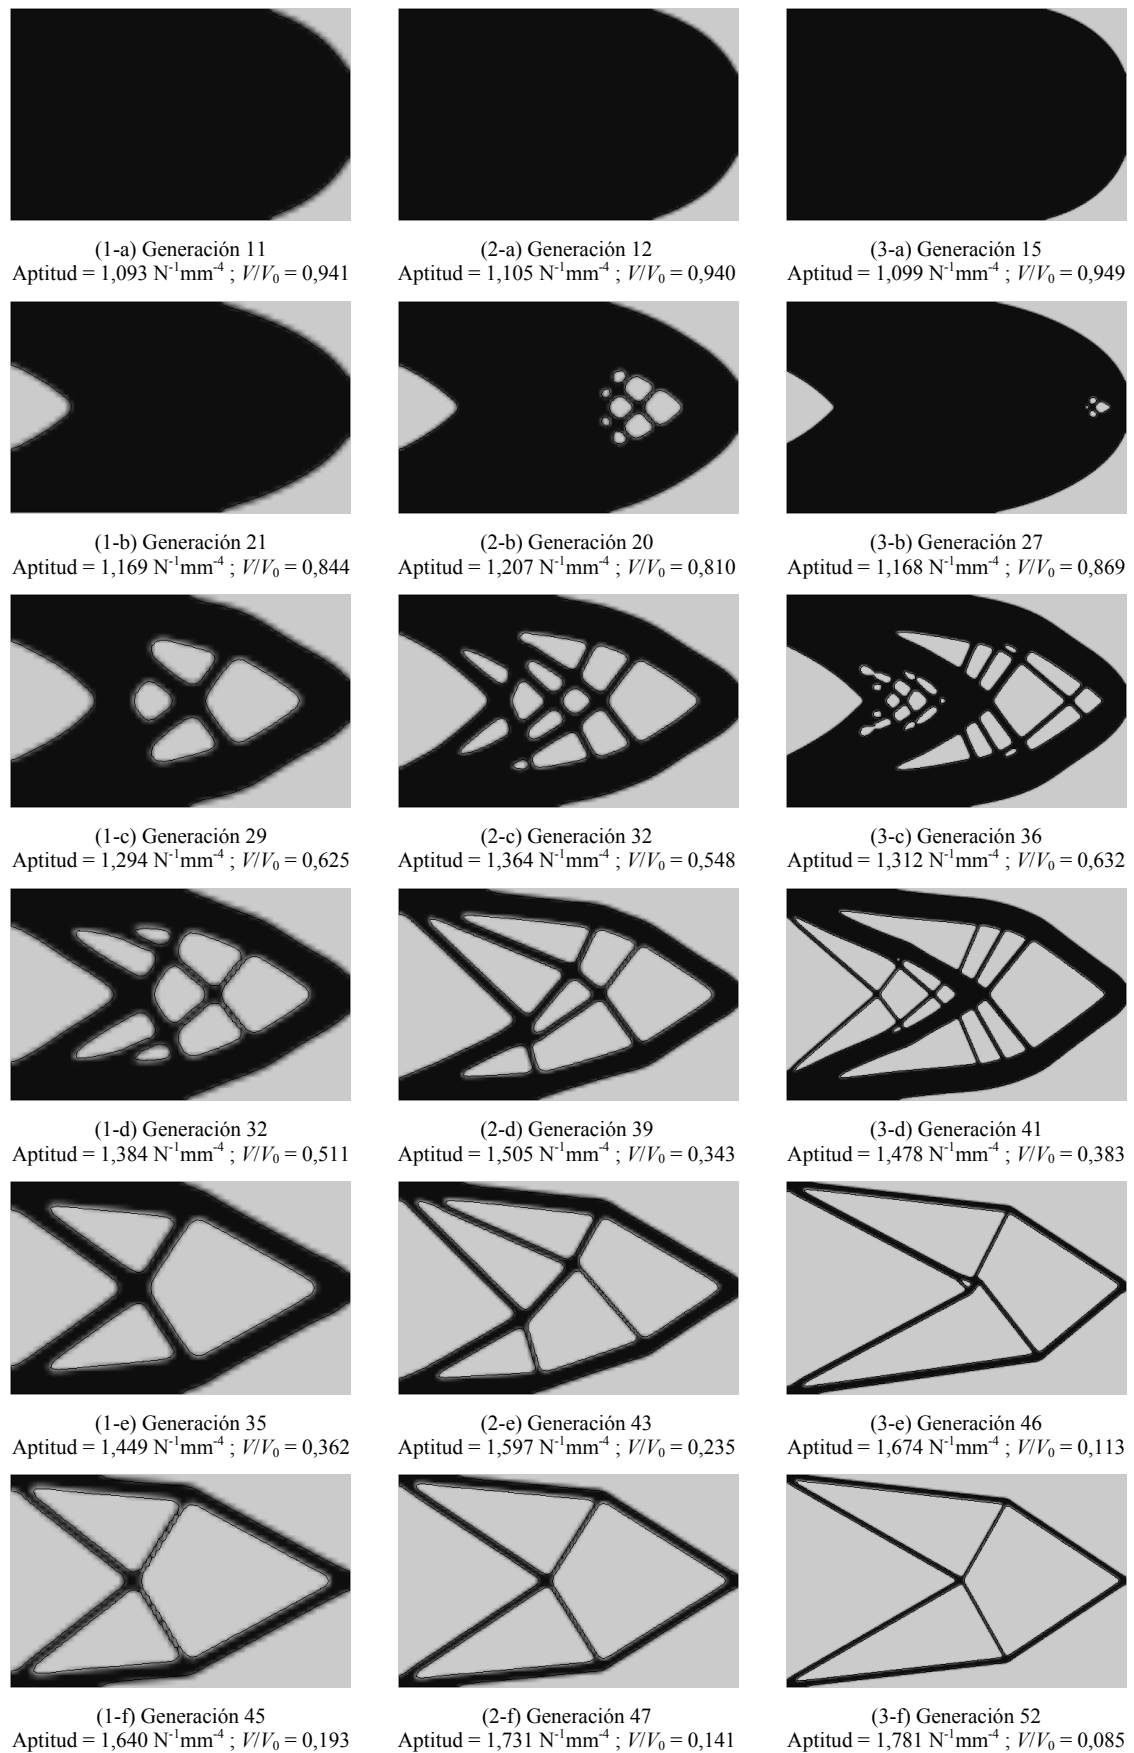 (1-a) Generación 11
Aptitud = 1,093 N⁻¹mm⁻⁴ ; V/V₀ = 0,941
(2-a) Generación 12
Aptitud = 1,105 N⁻¹mm⁻⁴ ; V/V₀ = 0,940
(3-a) Generación 15
Aptitud = 1,099 N⁻¹mm⁻⁴ ; V/V₀ = 0,949
(1-b) Generación 21
Aptitud = 1,169 N⁻¹mm⁻⁴ ; V/V₀ = 0,844
(2-b) Generación 20
Aptitud = 1,207 N⁻¹mm⁻⁴ ; V/V₀ = 0,810
(3-b) Generación 27
Aptitud = 1,168 N⁻¹mm⁻⁴ ; V/V₀ = 0,869
(1-c) Generación 29
Aptitud = 1,294 N⁻¹mm⁻⁴ ; V/V₀ = 0,625
(2-c) Generación 32
Aptitud = 1,364 N⁻¹mm⁻⁴ ; V/V₀ = 0,548
(3-c) Generación 36
Aptitud = 1,312 N⁻¹mm⁻⁴ ; V/V₀ = 0,632
(1-d) Generación 32
Aptitud = 1,384 N⁻¹mm⁻⁴ ; V/V₀ = 0,511
(2-d) Generación 39
Aptitud = 1,505 N⁻¹mm⁻⁴ ; V/V₀ = 0,343
(3-d) Generación 41
Aptitud = 1,478 N⁻¹mm⁻⁴ ; V/V₀ = 0,383
(1-e) Generación 35
Aptitud = 1,449 N⁻¹mm⁻⁴ ; V/V₀ = 0,362
(2-e) Generación 43
Aptitud = 1,597 N⁻¹mm⁻⁴ ; V/V₀ = 0,235
(3-e) Generación 46
Aptitud = 1,674 N⁻¹mm⁻⁴ ; V/V₀ = 0,113
(1-f) Generación 45
Aptitud = 1,640 N⁻¹mm⁻⁴ ; V/V₀ = 0,193
(2-f) Generación 47
Aptitud = 1,731 N⁻¹mm⁻⁴ ; V/V₀ = 0,141
(3-f) Generación 52
Aptitud = 1,781 N⁻¹mm⁻⁴ ; V/V₀ = 0,085